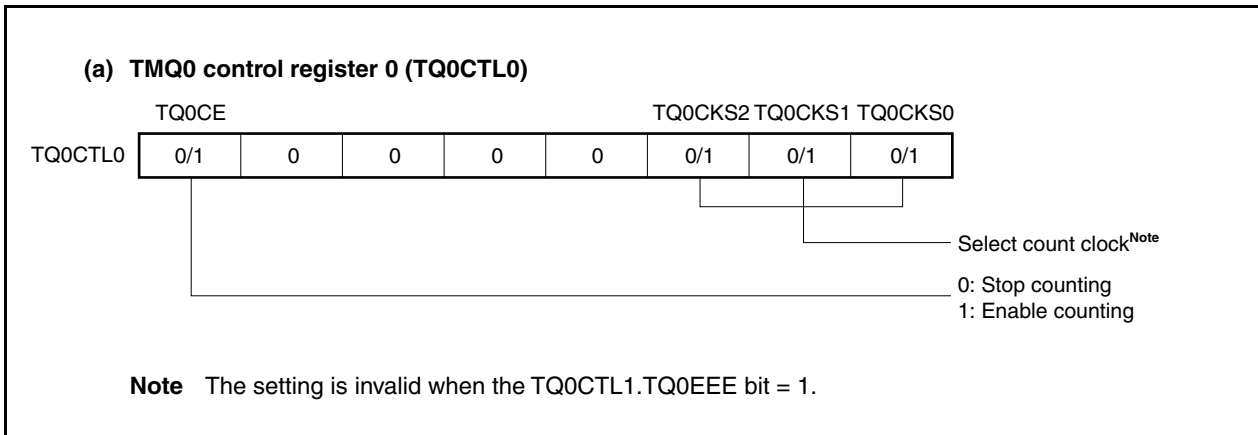 (a) TMQ0 control register 0 (TQ0CTL0)
TQ0CE TQ0CKS2 TQ0CKS1 TQ0CKS0
TQ0CTL0 0/1 0 0 0 0 0/1 0/1 0/1
Select count clockNote
0: Stop counting
1: Enable counting
Note The setting is invalid when the TQ0CTL1.TQ0EEE bit = 1.